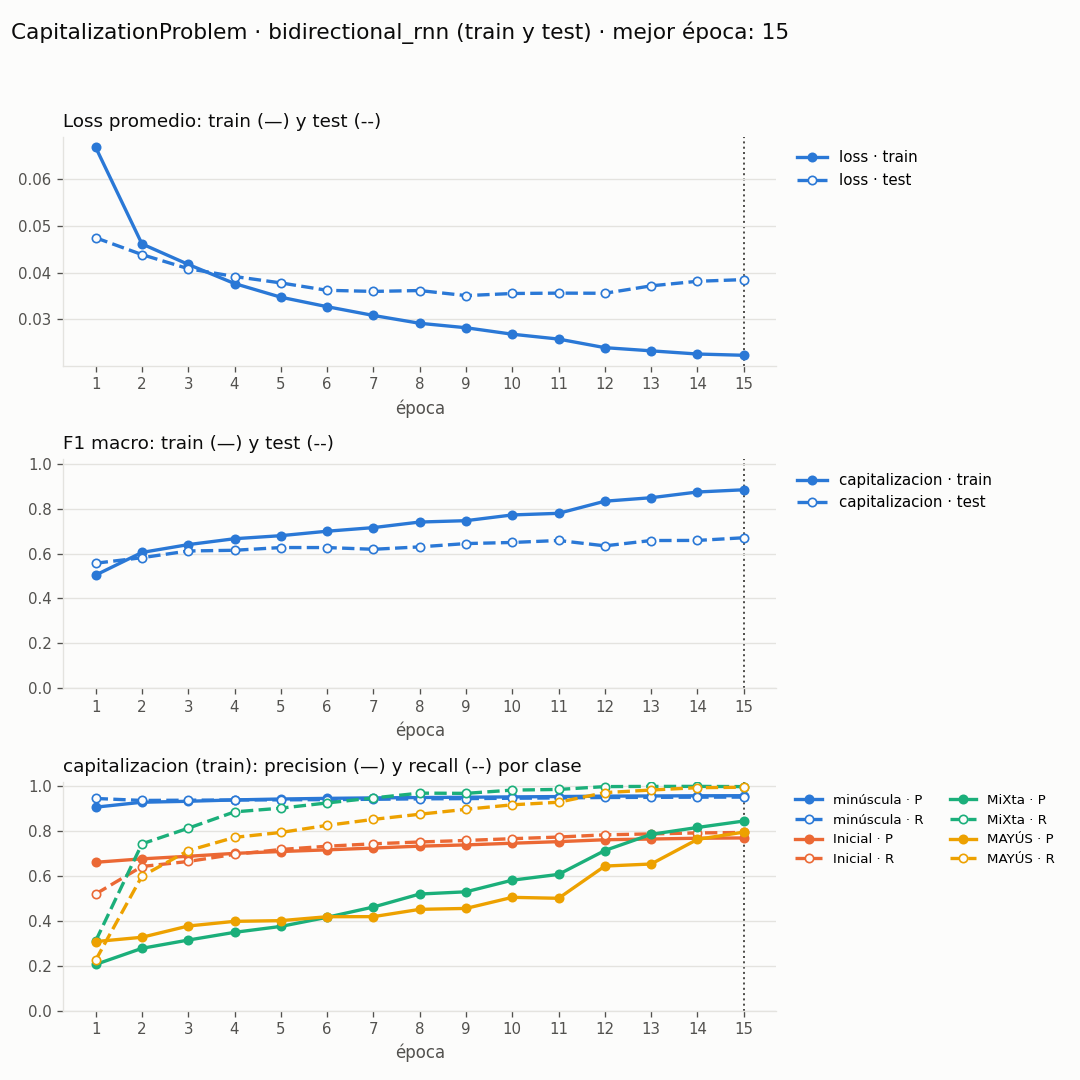 CapitalizationProblem · bidirectional_rnn (train y test) · mejor época: 15
Loss promedio: train (—) y test (--)
0.06
0.05
0.04
0.03
1 2 3 4 5 6 7 8 9 10 11 12 13 14 15
época
loss · train
loss · test
F1 macro: train (—) y test (--)
1.0
0.8
0.6
0.4
0.2
0.0
1 2 3 4 5 6 7 8 9 10 11 12 13 14 15
época
capitalizacion · train
capitalizacion · test
capitalizacion (train): precision (—) y recall (--) por clase
1.0
0.8
0.6
0.4
0.2
0.0
1 2 3 4 5 6 7 8 9 10 11 12 13 14 15
época
minúscula · P
minúscula · R
Inicial · P
Inicial · R
MiXta · P
MiXta · R
MAYÚS · P
MAYÚS · R